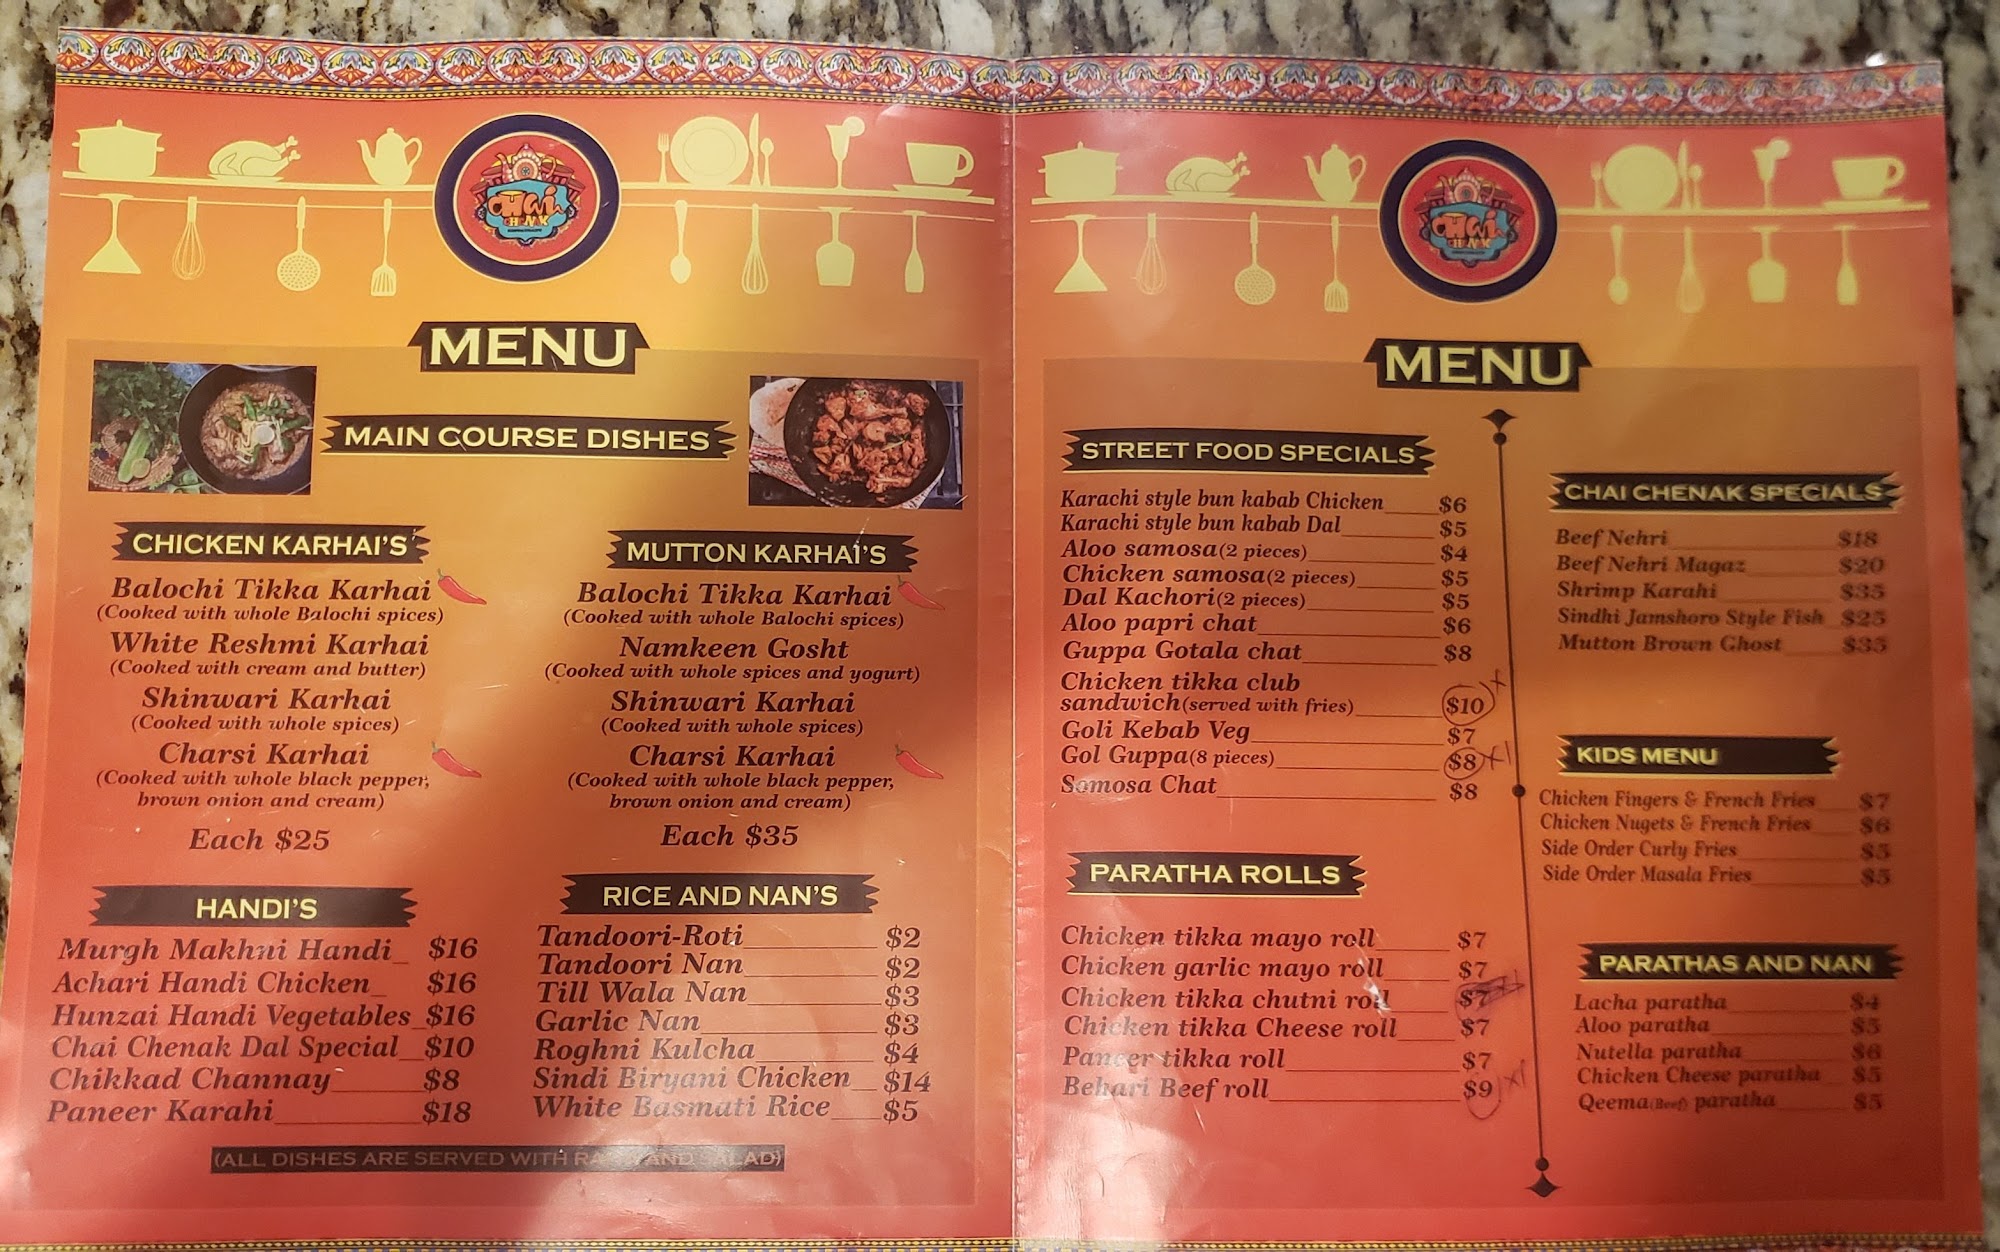 CHai
MENU
MAIN COURSE DISHES
CHICKEN KARHAI'S
Balochi Tikka Karhai
(Cooked with whole Balochi spices)
White Reshmi Karhai
(Cooked with cream and butter)
Shinwari Karhai
(Cooked with whole spices)
Charsi Karhai
(Cooked with whole black pepper,
brown onion and cream)
Each $25
MUTTON KARHAI'S
Balochi Tikka Karhai
(Cooked with whole Balochi spices)
Namkeen Gosht
(Cooked with whole spices and yogurt)
Shinwari Karhai
(Cooked with whole spices)
Charsi Karhai
(Cooked with whole black pepper,
brown onion and cream)
Each $35
HANDI'S
Murgh Makhni Handi $16
Achari Handi Chicken $16
Hunzai Handi Vegetables $16
Chai Chenak Dal Special $10
Chikkad Channay $8
Paneer Karahi $18
RICE AND NAN'S
Tandoori-Roti $2
Tandoori Nan $2
Till Wala Nan $3
Garlic Nan $3
Roghni Kulcha $4
Sindi Biryani Chicken $14
White Basmati Rice $5
(ALL DISHES ARE SERVED WITH AND SALAD)
CHai
MENU
STREET FOOD SPECIALS
Karachi style bun kabab Chicken $6
Karachi style bun kabab Dal $5
Aloo samosa(2 pieces) $4
Chicken samosa(2 pieces) $5
Dal Kachori(2 pieces) $5
Aloo papri chat $6
Guppa Gotala chat $8
Chicken tikka club
sandwich(served with fries) $10 x
Goli Kebab Veg $7
Gol Guppa(8 pieces) $8 x1
Somosa Chat $8
PARATHA ROLLS
Chicken tikka mayo roll $7
Chicken garlic mayo roll $7
Chicken tikka chutni roll $7
Chicken tikka Cheese roll $7
Paneer tikka roll $7
Behari Beef roll $9 x1
CHAI CHENAK SPECIALS
Beef Nehri $18
Beef Nehri Magaz $20
Shrimp Karahi $35
Sindhi Jamshoro Style Fish $25
Mutton Brown Ghost $35
KIDS MENU
Chicken Fingers & French Fries $7
Chicken Nugets & French Fries $6
Side Order Curly Fries $5
Side Order Masala Fries $5
PARATHAS AND NAN
Lacha paratha $4
Aloo paratha $5
Nutella paratha $6
Chicken Cheese paratha $5
Qeema(Beef) paratha $5